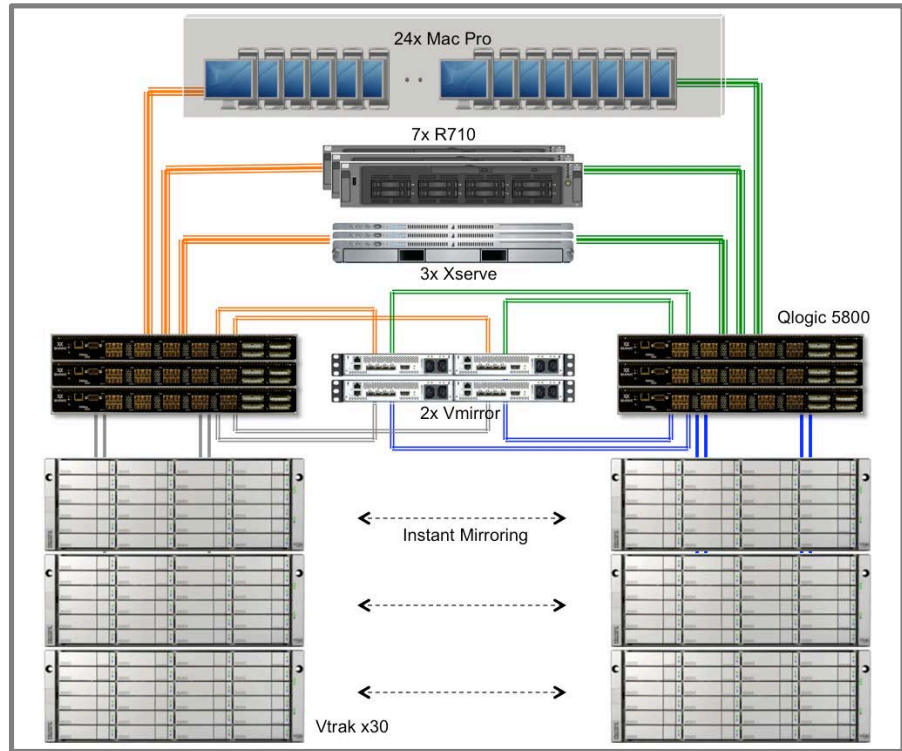 24x Mac Pro
7x R710
3x Xserve
Qlogic 5800
2x Vmirror
Instant Mirroring
Vtrak x30